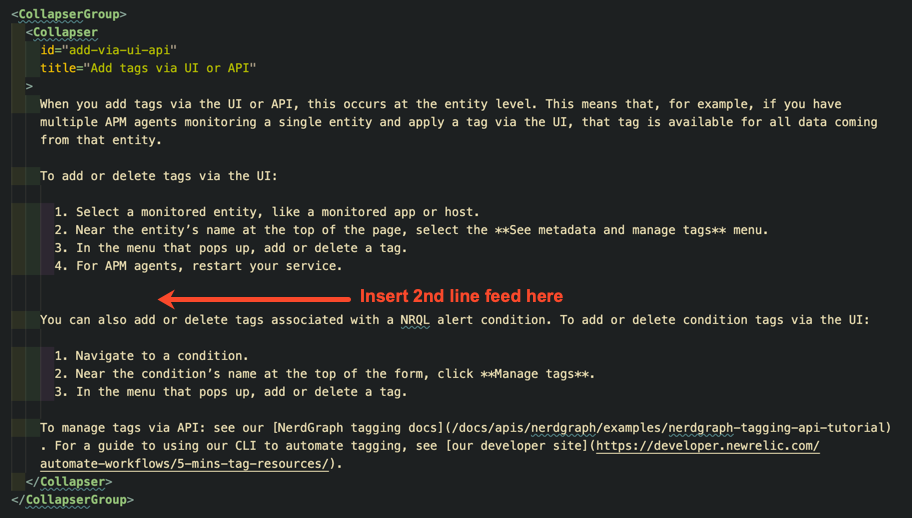 <CollapserGroup>
<Collapser
id="add-via-ui-api"
title="Add tags via UI or API"
>
When you add tags via the UI or API, this occurs at the entity level. This means that, for example, if you have
multiple APM agents monitoring a single entity and apply a tag via the UI, that tag is available for all data coming
from that entity.
To add or delete tags via the UI:
1. Select a monitored entity, like a monitored app or host.
2. Near the entity’s name at the top of the page, select the **See metadata and manage tags** menu.
3. In the menu that pops up, add or delete a tag.
4. For APM agents, restart your service.
Insert 2nd line feed here
You can also add or delete tags associated with a NRQL alert condition. To add or delete condition tags via the UI:
1. Navigate to a condition.
2. Near the condition’s name at the top of the form, click **Manage tags**.
3. In the menu that pops up, add or delete a tag.
To manage tags via API: see our [NerdGraph tagging docs](/docs/apis/nerdgraph/examples/nerdgraph-tagging-api-tutorial)
. For a guide to using our CLI to automate tagging, see [our developer site](https://developer.newrelic.com/
automate-workflows/5-mins-tag-resources/).
</Collapser>
</CollapserGroup>